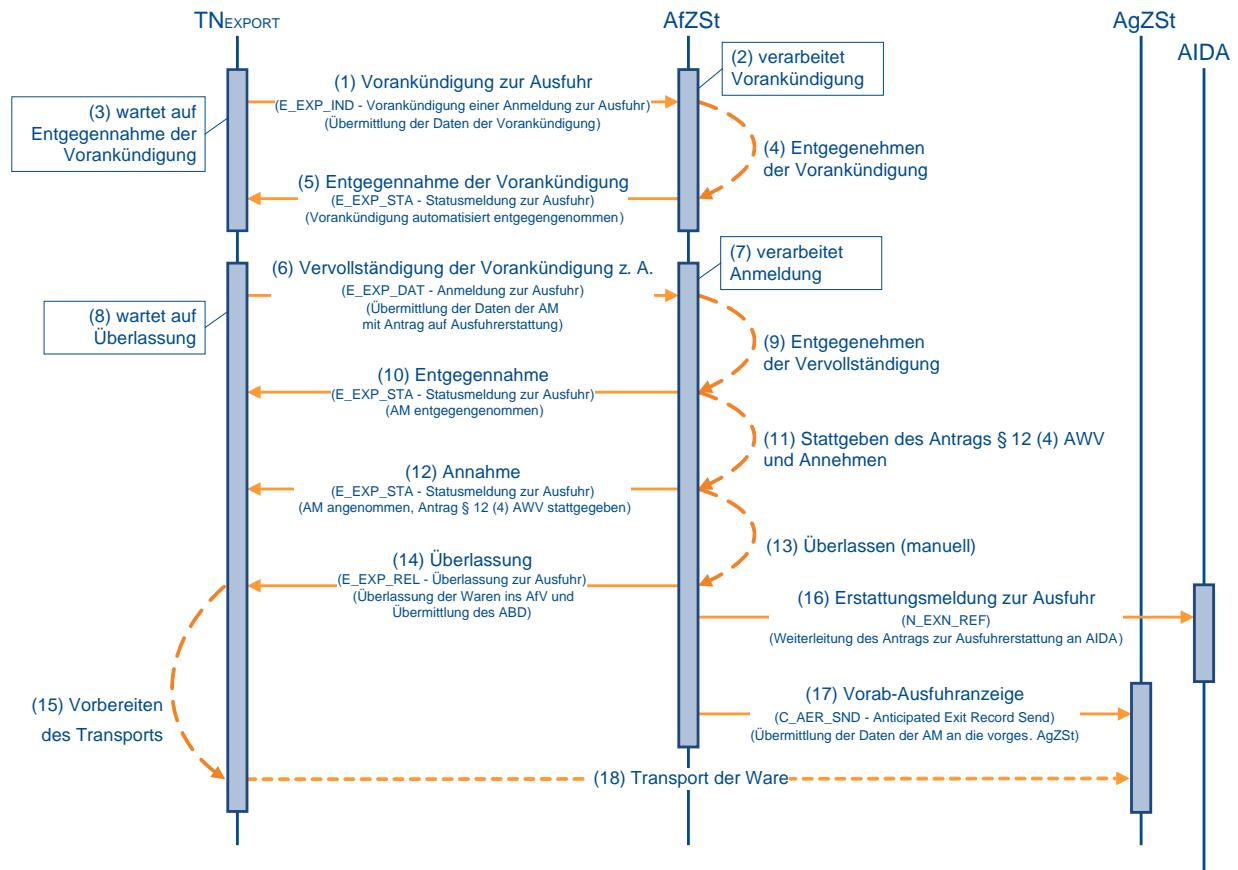 TNEXPORT
AfZSt
AgZSt
AIDA
(1) Vorankündigung zur Ausfuhr
(E_EXP_IND - Vorankündigung einer Anmeldung zur Ausfuhr)
(Übermittlung der Daten der Vorankündigung)
(2) verarbeitet
Vorankündigung
(3) wartet auf
Entgegennahme der
Vorankündigung
(4) Entgegenehmen
der Vorankündigung
(5) Entgegennahme der Vorankündigung
(E_EXP_STA - Statusmeldung zur Ausfuhr)
(Vorankündigung automatisiert entgegengenommen)
(6) Vervollständigung der Vorankündigung z. A.
(E_EXP_DAT - Anmeldung zur Ausfuhr)
(Übermittlung der Daten der AM
mit Antrag auf Ausfuhrerstattung)
(7) verarbeitet
Anmeldung
(8) wartet auf
Überlassung
(9) Entgegenehmen
der Vervollständigung
(10) Entgegennahme
(E_EXP_STA - Statusmeldung zur Ausfuhr)
(AM entgegengenommen)
(11) Stattgeben des Antrags § 12 (4) AWV
und Annehmen
(12) Annahme
(E_EXP_STA - Statusmeldung zur Ausfuhr)
(AM angenommen, Antrag § 12 (4) AWV stattgegeben)
(13) Überlassen (manuell)
(14) Überlassung
(E_EXP_REL - Überlassung zur Ausfuhr)
(Überlassung der Waren ins AfV und
Übermittlung des ABD)
(15) Vorbereiten
des Transports
(16) Erstattungsmeldung zur Ausfuhr
(N_EXN_REF)
(Weiterleitung des Antrags zur Ausfuhrerstattung an AIDA)
(17) Vorab-Ausfuhranzeige
(C_AER_SND - Anticipated Exit Record Send)
(Übermittlung der Daten der AM an die vorges. AgZSt)
(18) Transport der Ware